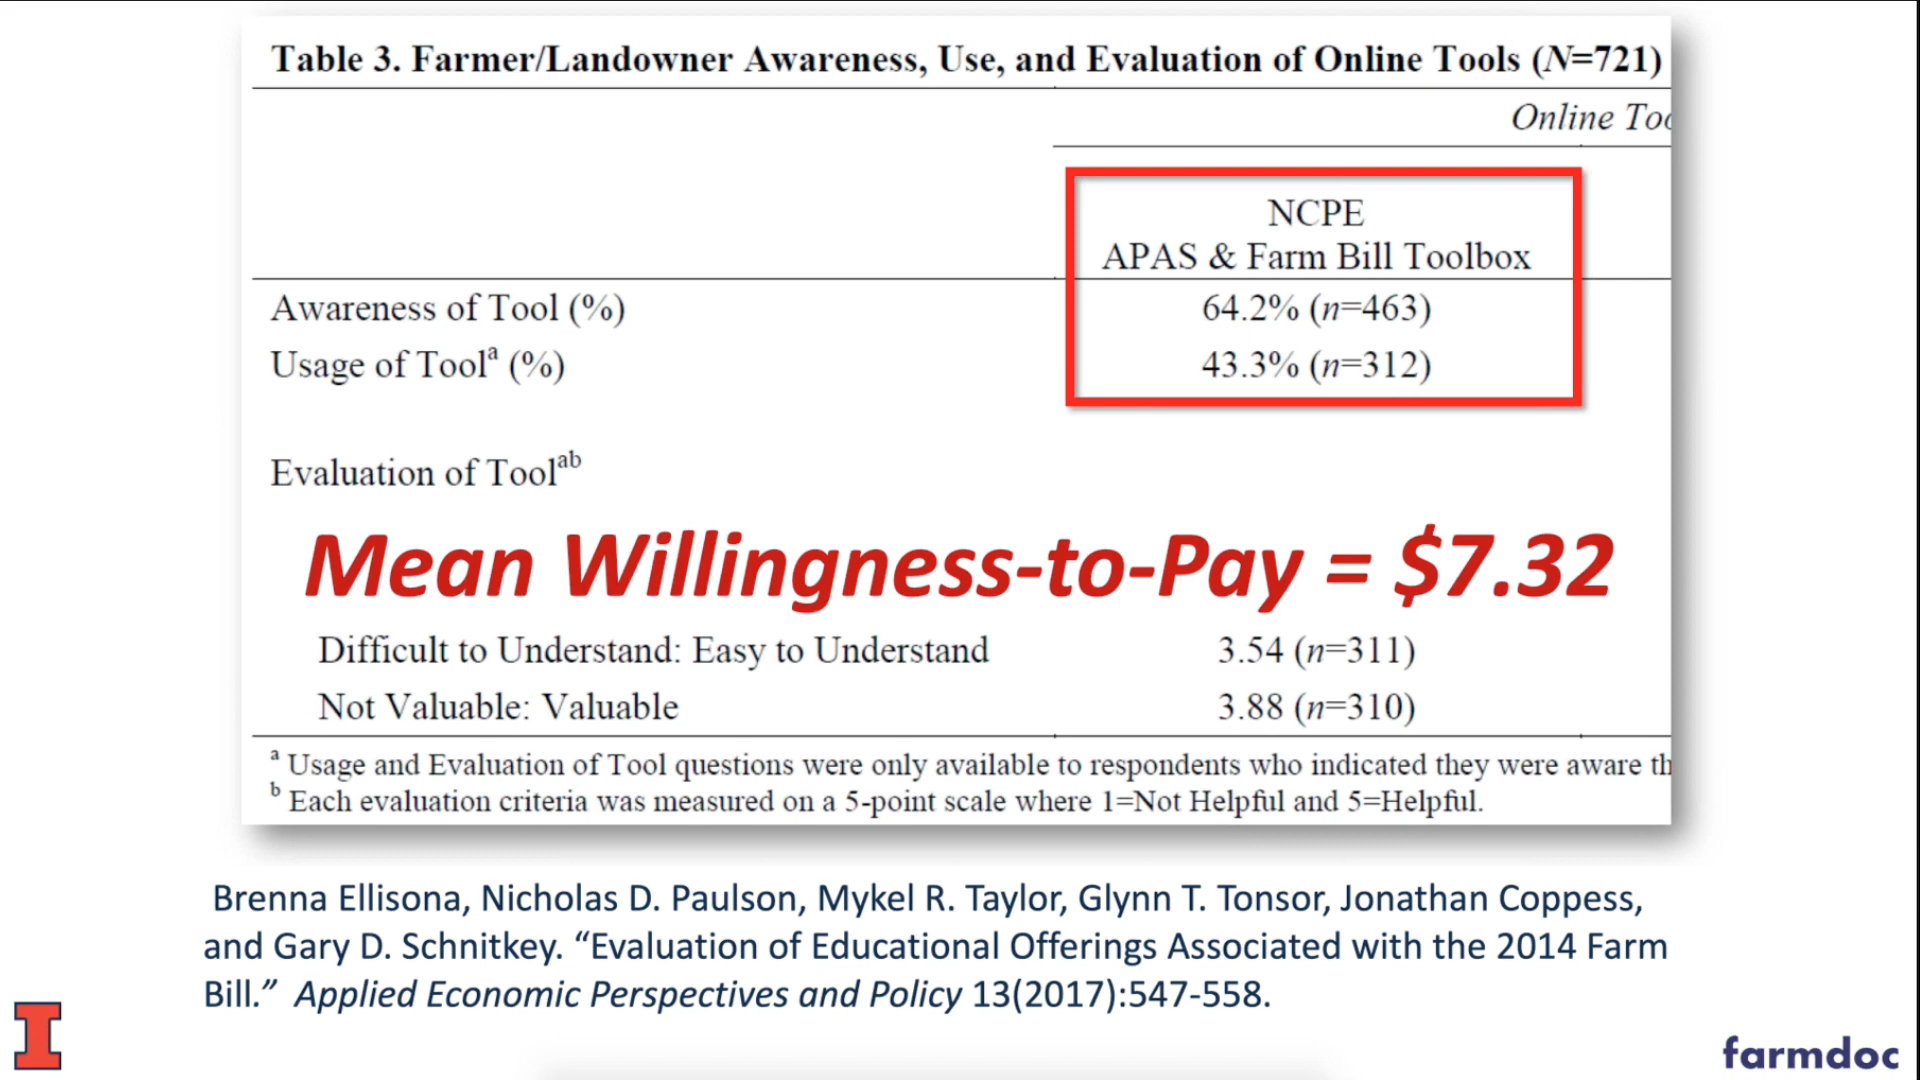 Table 3. Farmer/Landowner Awareness, Use, and Evaluation of Online Tools (N=721)
Online Too
NCPE
APAS & Farm Bill Toolbox
Awareness of Tool (%) 64.2% (n=463)
Usage of Toolᵃ (%) 43.3% (n=312)
Evaluation of Toolᵃᵇ
Mean Willingness-to-Pay = $7.32
Difficult to Understand: Easy to Understand 3.54 (n=311)
Not Valuable: Valuable 3.88 (n=310)
ᵃ Usage and Evaluation of Tool questions were only available to respondents who indicated they were aware th
ᵇ Each evaluation criteria was measured on a 5-point scale where 1=Not Helpful and 5=Helpful.
Brenna Ellisona, Nicholas D. Paulson, Mykel R. Taylor, Glynn T. Tonsor, Jonathan Coppess,
and Gary D. Schnitkey. “Evaluation of Educational Offerings Associated with the 2014 Farm
Bill.” Applied Economic Perspectives and Policy 13(2017):547-558.
I
farmdoc